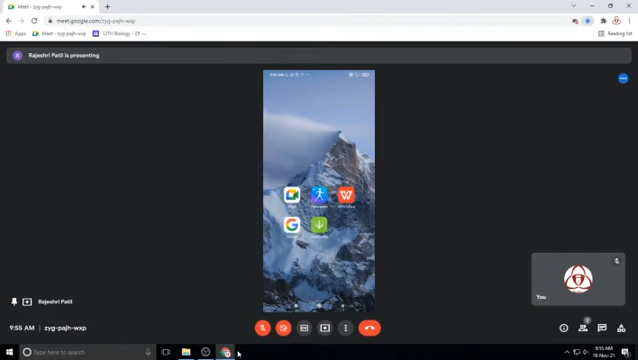 Meet - zyg-pajh-wxp
meet.google.com/zyg-pajh-wxp
Apps
Meet - zyg-pajh-wxp
12TH Biology - 21 -...
Reading list
R
Rajeshri Patil is presenting
WPS Office
You
Rajeshri Patil
9:55 AM
zyg-pajh-wxp
2
Type here to search
9:55 AM
19-Nov-21